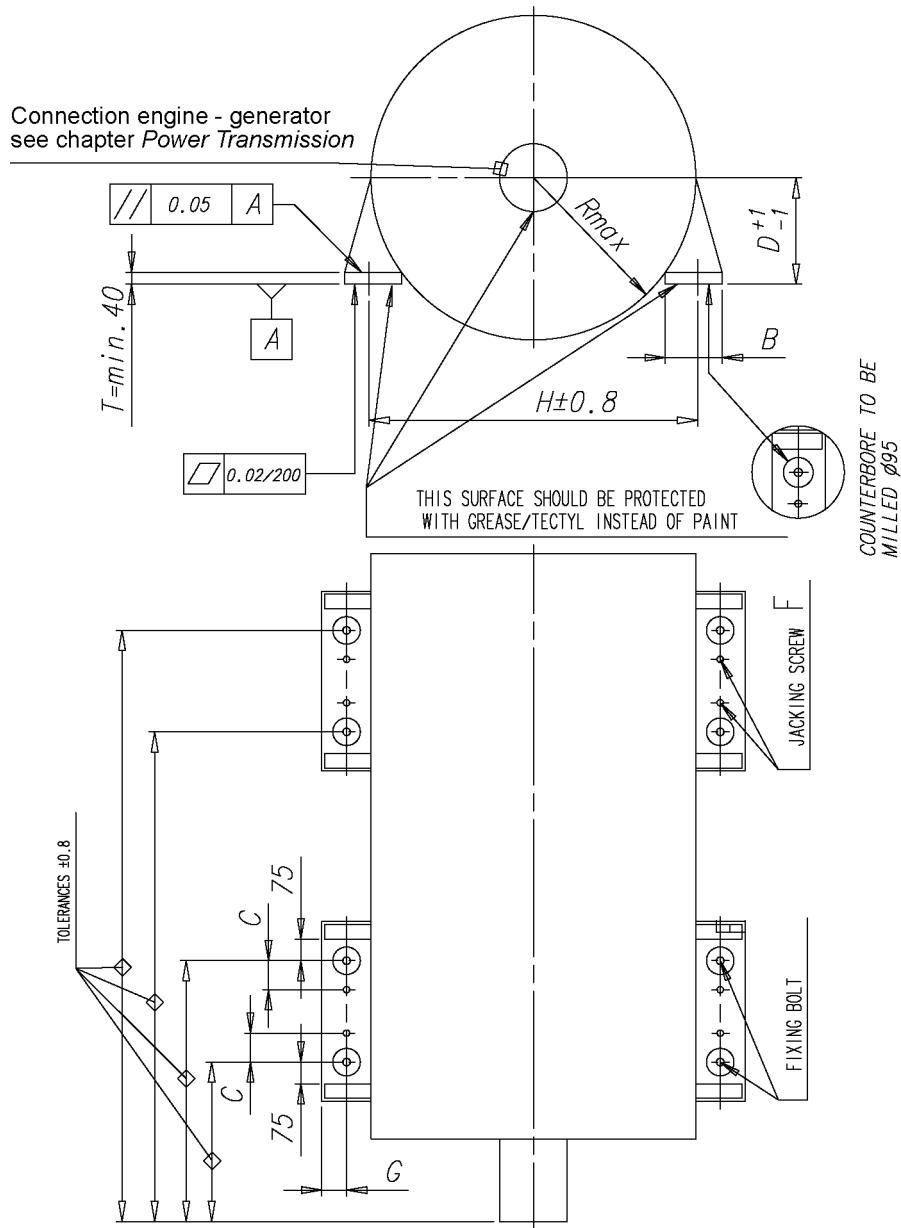 Connection engine - generator
see chapter Power Transmission
// 0.05 A
T=min. 40
A
0.02/200
Rmax
D +1 -1
B
H±0.8
COUNTERBORE TO BE
MILLED ø95
THIS SURFACE SHOULD BE PROTECTED
WITH GREASE/TECTYL INSTEAD OF PAINT
JACKING SCREW F
TOLERANCES ±0.8
75
C
C
75
G
FIXING BOLT